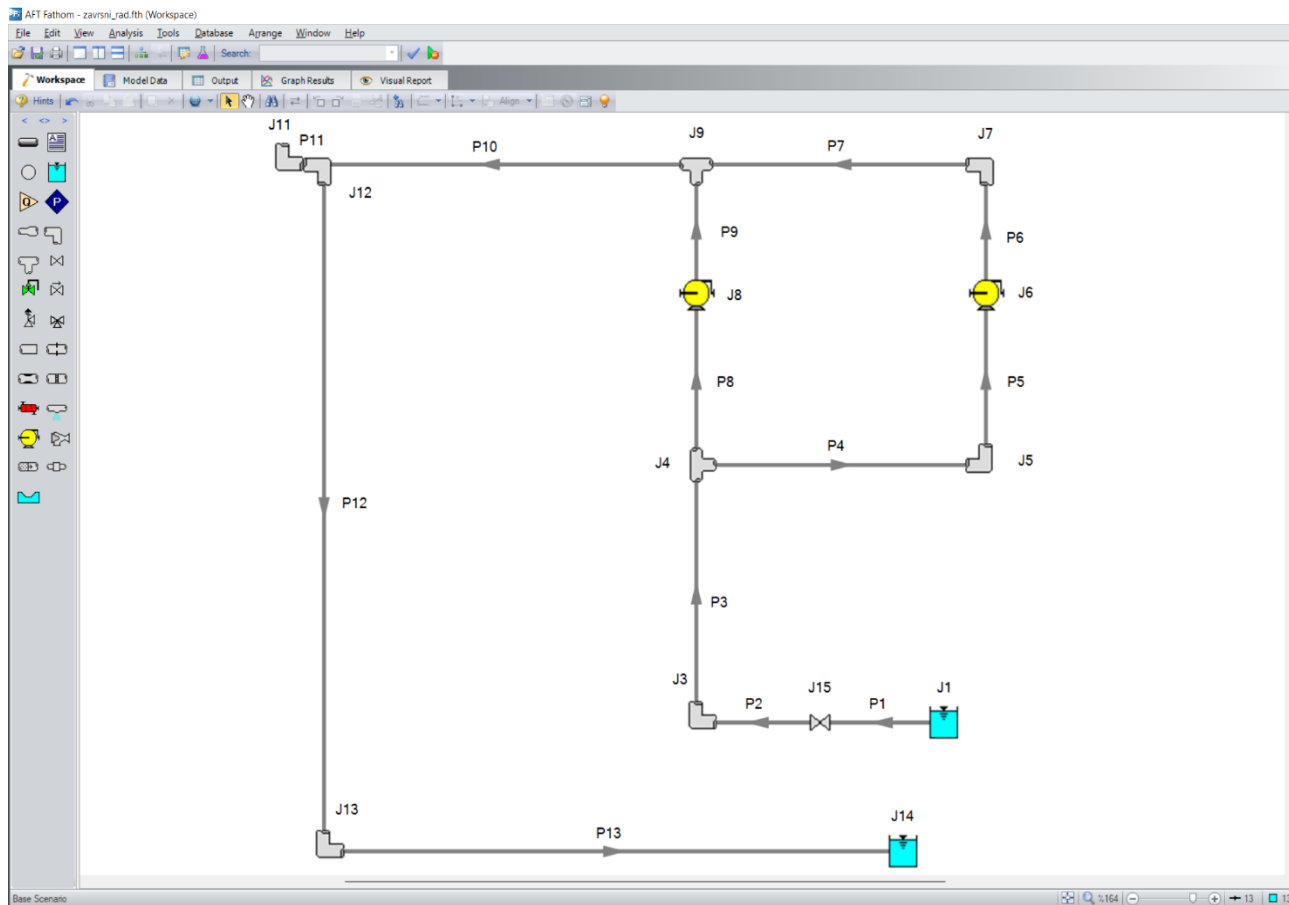 AFT Fathom - zavrsni_rad.fth (Workspace)
File Edit View Analysis Tools Database Arrange Window Help
Search:
Workspace Model Data Output Graph Results Visual Report
Hints Align
< <> >
J11
P11
P10
J9
P7
J7
J12
P9
P6
J8
J6
P8
P5
J4
P4
J5
P12
P3
J3
P2
J15
P1
J1
J13
P13
J14
Base Scenario
%164
13
13